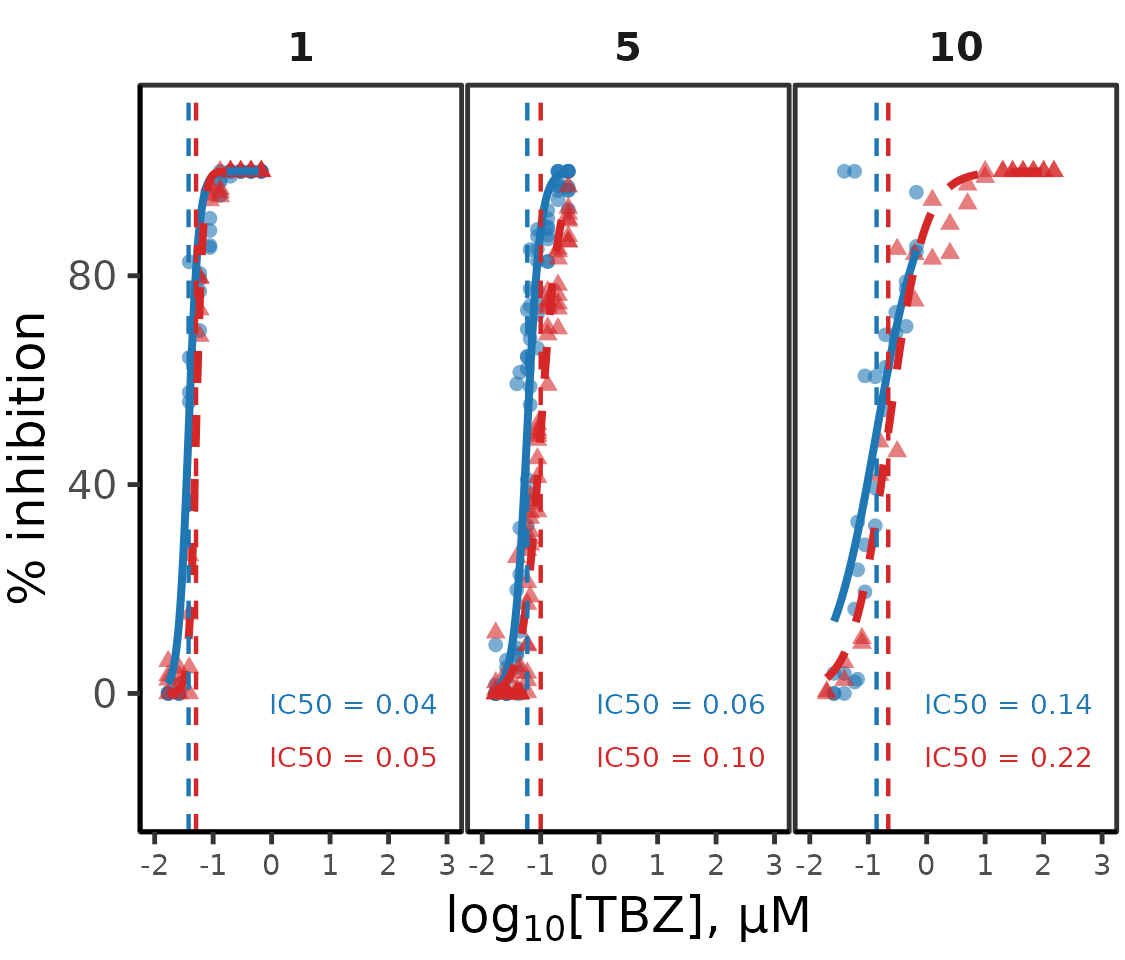 1 5 10
% inhibition
80
40
0
IC50 = 0.04 IC50 = 0.06 IC50 = 0.14
IC50 = 0.05 IC50 = 0.10 IC50 = 0.22
-2 -1 0 1 2 3 -2 -1 0 1 2 3 -2 -1 0 1 2 3
log10[TBZ], μM